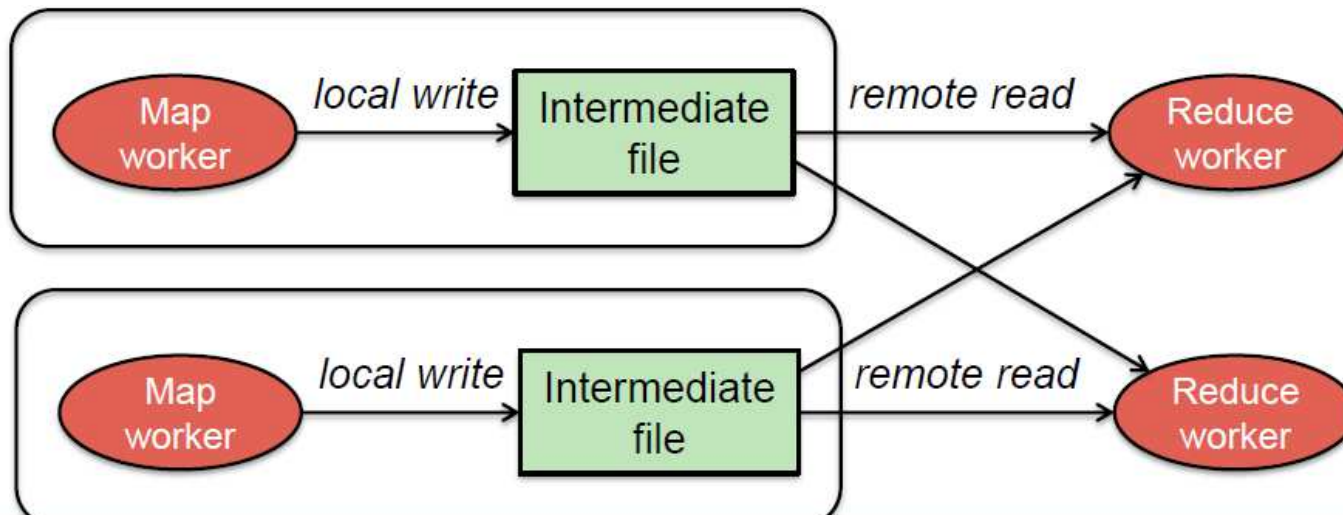 Map
worker
local write
Intermediate
file
remote read
Reduce
worker
Map
worker
local write
Intermediate
file
remote read
Reduce
worker